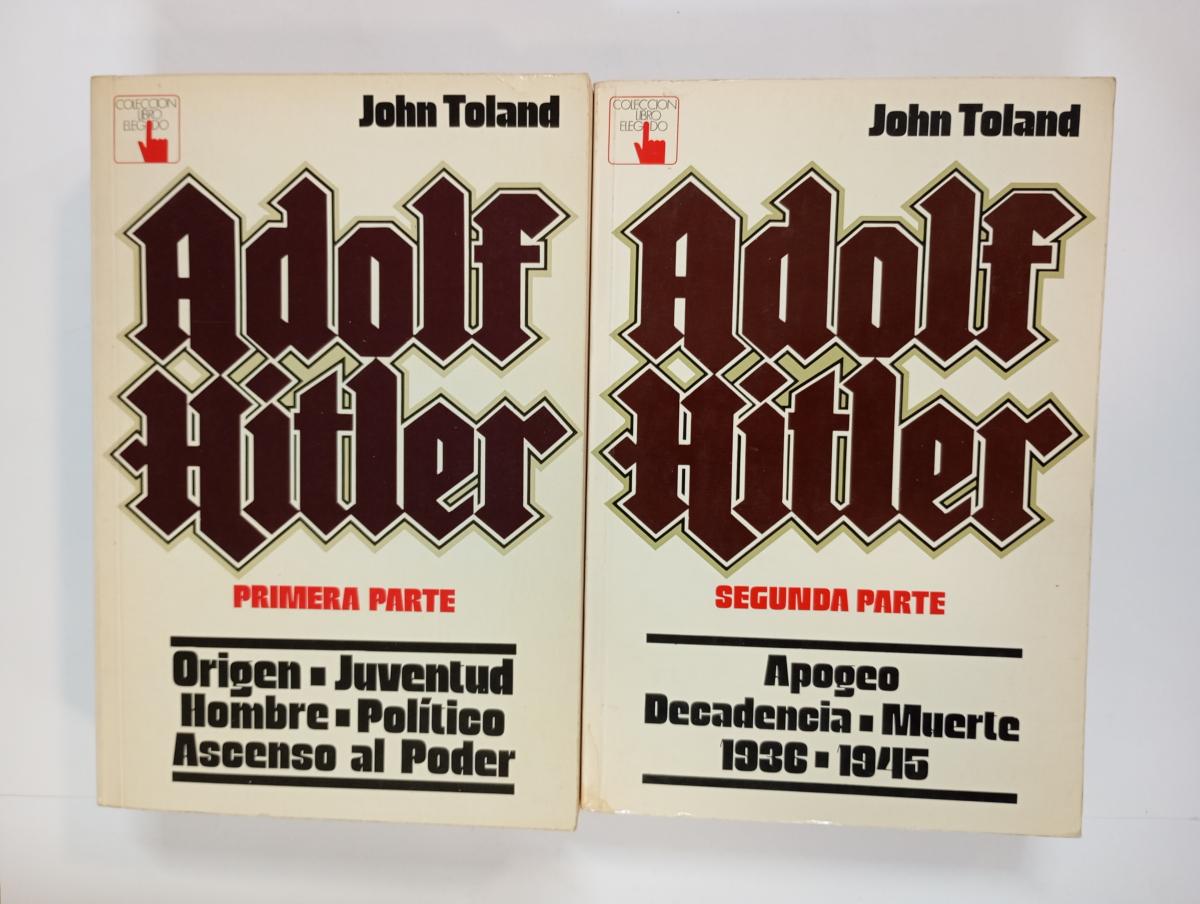 COLECCION
LIBRO
ELEGIDO
John Toland
Adolf
Hitler
PRIMERA PARTE
Origen ▪ Juventud
Hombre ▪ Político
Ascenso al Poder
COLECCION
LIBRO
ELEGIDO
John Toland
Adolf
Hitler
SEGUNDA PARTE
Apogeo
Decadencia ▪ Muerte
1936 ▪ 1945